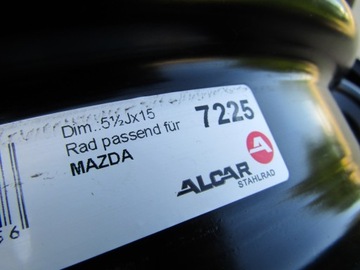 Dim.:5½Jx15
7225
Rad passend für
MAZDA
ALCAR
STAHLRAD